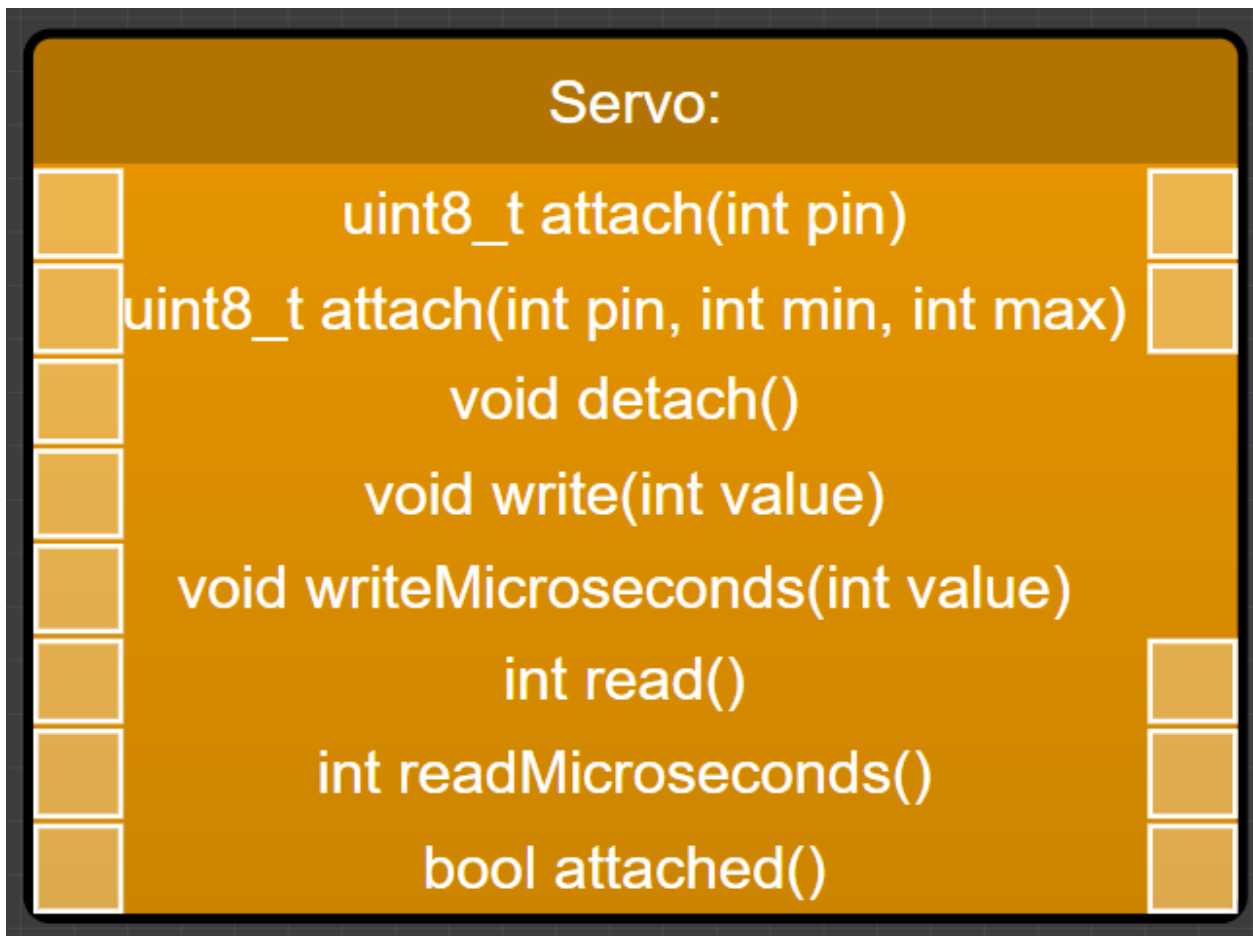 Servo:
uint8_t attach(int pin)
uint8_t attach(int pin, int min, int max)
void detach()
void write(int value)
void writeMicroseconds(int value)
int read()
int readMicroseconds()
bool attached()